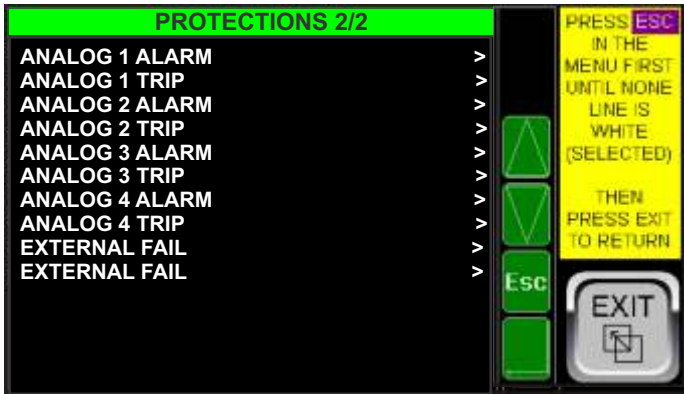 PROTECTIONS 2/2
ANALOG 1 ALARM >
ANALOG 1 TRIP >
ANALOG 2 ALARM >
ANALOG 2 TRIP >
ANALOG 3 ALARM >
ANALOG 3 TRIP >
ANALOG 4 ALARM >
ANALOG 4 TRIP >
EXTERNAL FAIL >
EXTERNAL FAIL >
Esc
PRESS ESC
IN THE
MENU FIRST
UNTIL NONE
LINE IS
WHITE
(SELECTED)
THEN
PRESS EXIT
TO RETURN
EXIT